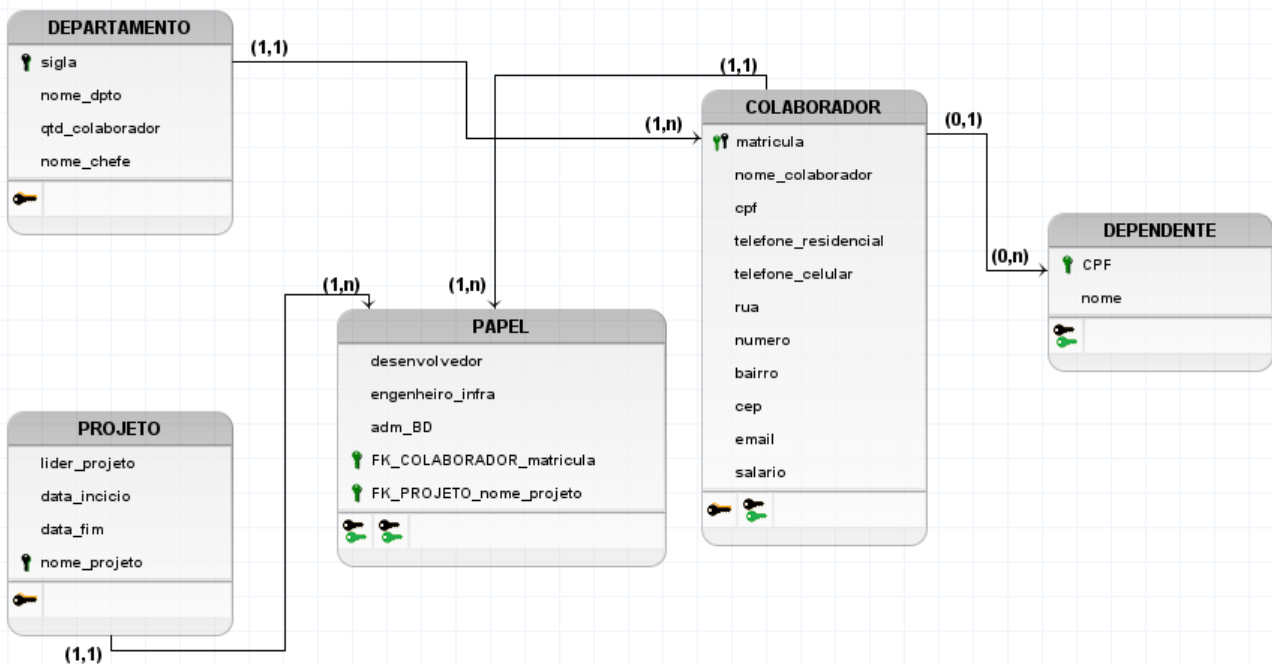 DEPARTAMENTO
sigla
nome_dpto
qtd_colaborador
nome_chefe
(1,1)
(1,n)
(1,1)
COLABORADOR
matricula
nome_colaborador
cpf
telefone_residencial
telefone_celular
rua
numero
bairro
cep
email
salario
(0,1)
(0,n)
DEPENDENTE
CPF
nome
(1,n)
(1,n)
PAPEL
desenvolvedor
engenheiro_infra
adm_BD
FK_COLABORADOR_matricula
FK_PROJETO_nome_projeto
PROJETO
lider_projeto
data_incicio
data_fim
nome_projeto
(1,1)